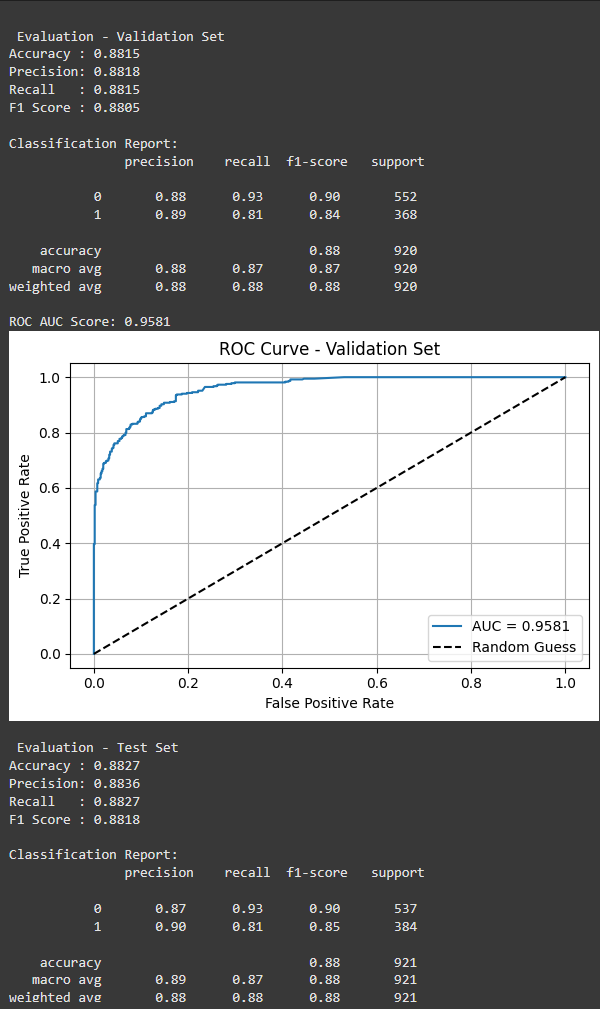 Evaluation - Validation Set
Accuracy : 0.8815
Precision: 0.8818
Recall   : 0.8815
F1 Score : 0.8805
Classification Report:
precision    recall  f1-score   support
0       0.88      0.93      0.90       552
1       0.89      0.81      0.84       368
accuracy                           0.88       920
macro avg       0.88      0.87      0.87       920
weighted avg       0.88      0.88      0.88       920
ROC AUC Score: 0.9581
ROC Curve - Validation Set
1.0
0.8
0.6
0.4
0.2
0.0
True Positive Rate
AUC = 0.9581
Random Guess
0.0 0.2 0.4 0.6 0.8 1.0
False Positive Rate
Evaluation - Test Set
Accuracy : 0.8827
Precision: 0.8836
Recall   : 0.8827
F1 Score : 0.8818
Classification Report:
precision    recall  f1-score   support
0       0.87      0.93      0.90       537
1       0.90      0.81      0.85       384
accuracy                           0.88       921
macro avg       0.89      0.87      0.88       921
weighted avg       0.88      0.88      0.88       921